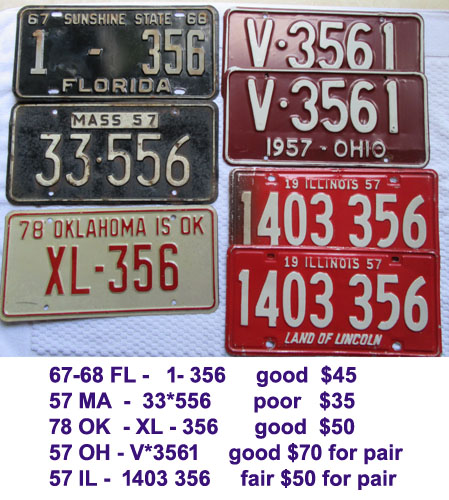 67 SUNSHINE STATE 68
1 - 356
FLORIDA
MASS 57
33·556
78 OKLAHOMA IS OK
XL-356
V·3561
V·3561
1957 - OHIO
19 ILLINOIS 57
1403 356
19 ILLINOIS 57
1403 356
LAND OF LINCOLN
67-68 FL - 1- 356 good $45
57 MA - 33*556 poor $35
78 OK - XL - 356 good $50
57 OH - V*3561 good $70 for pair
57 IL - 1403 356 fair $50 for pair